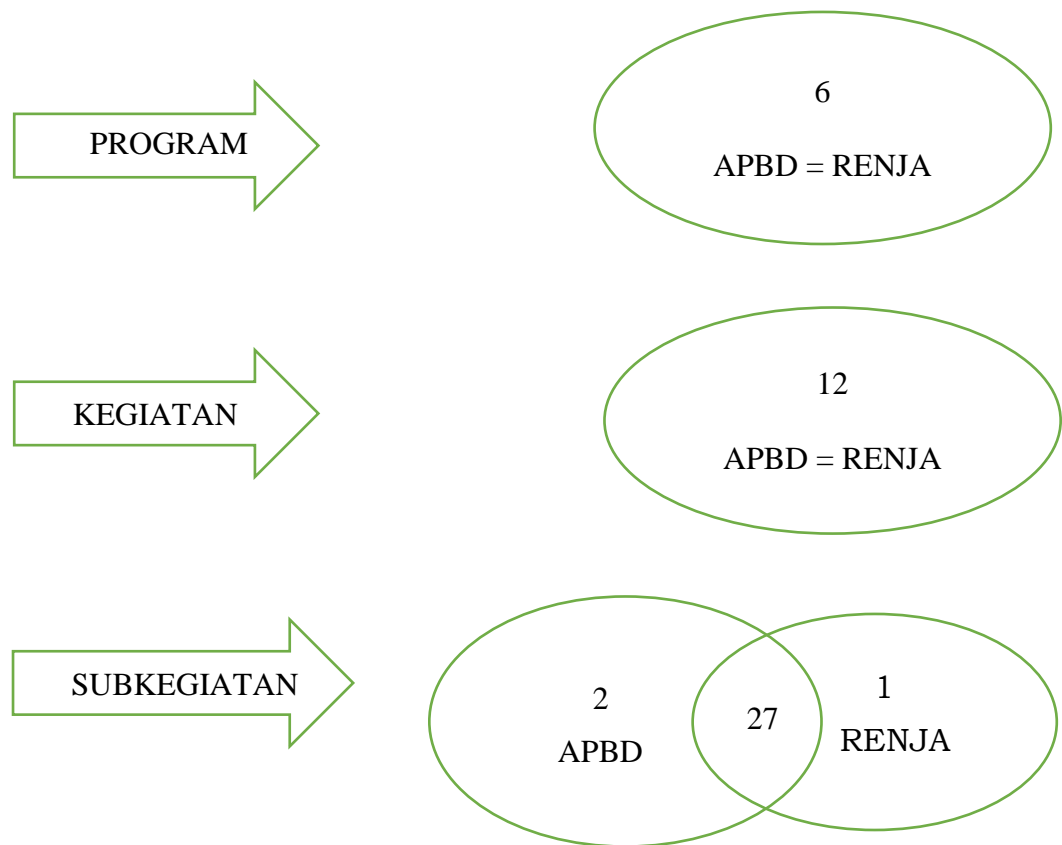 PROGRAM
6
APBD = RENJA
KEGIATAN
12
APBD = RENJA
SUBKEGIATAN
2
APBD
27
1
RENJA